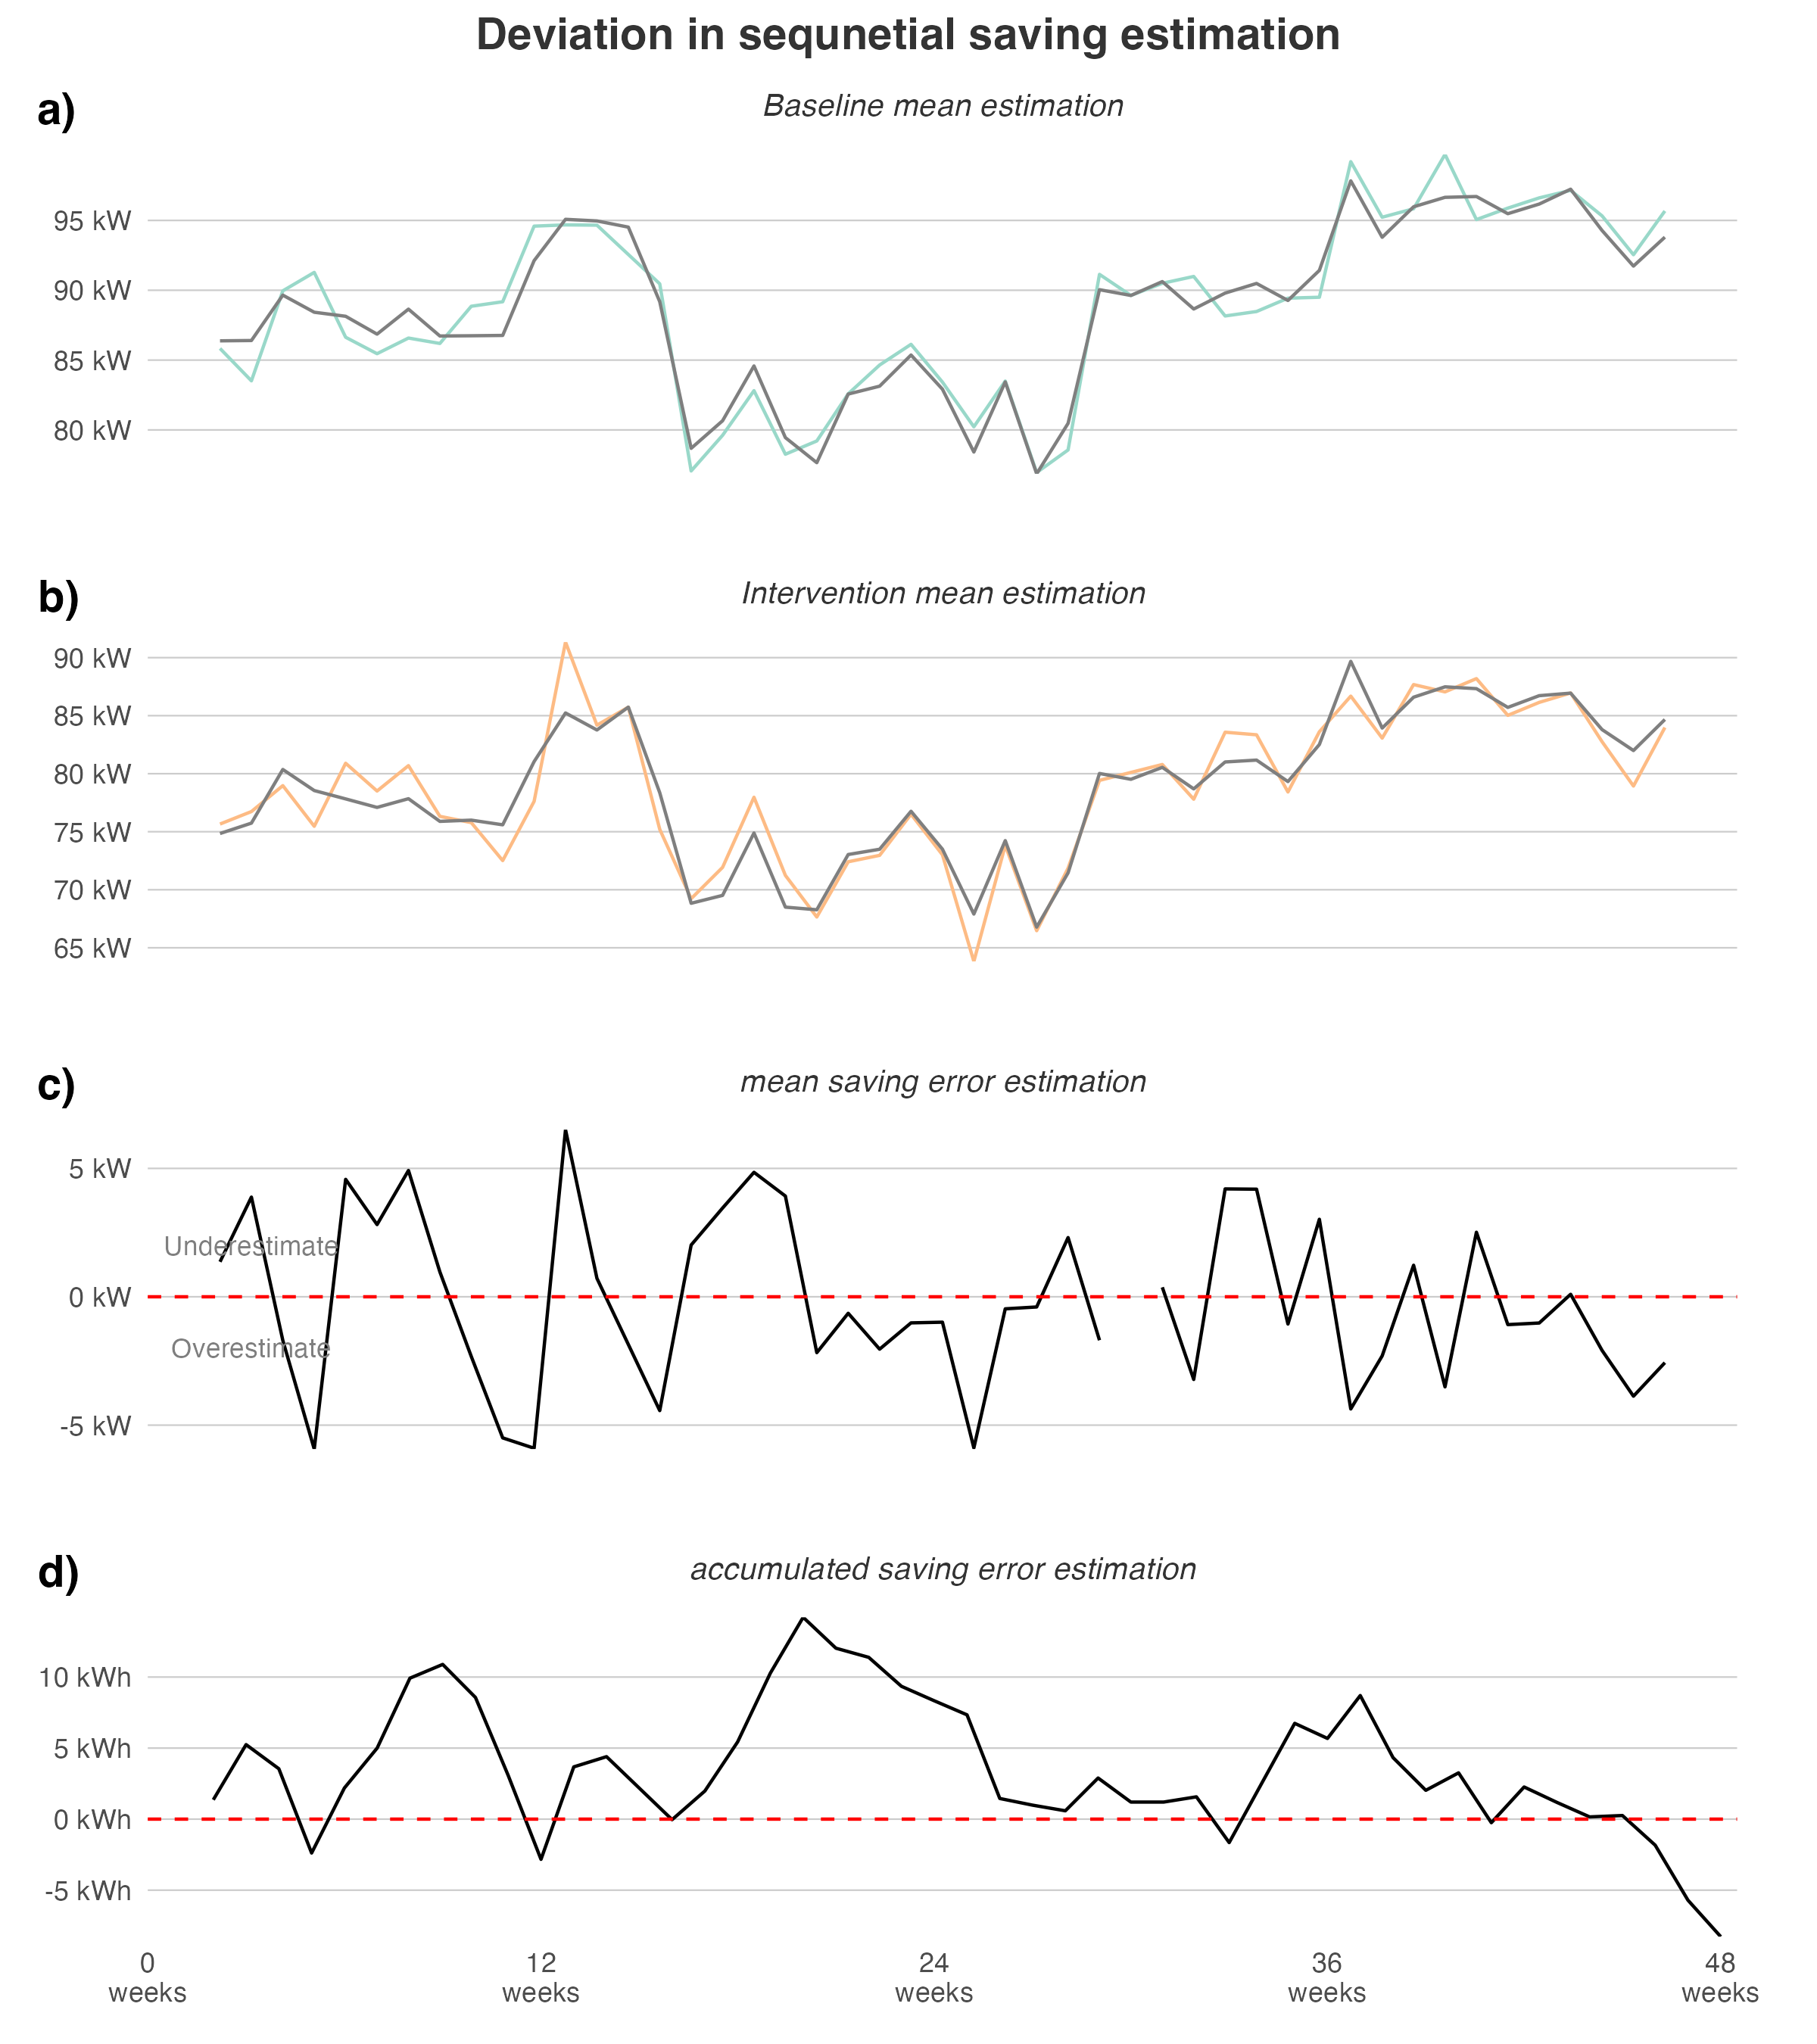 Deviation in sequnetial saving estimation
a)
Baseline mean estimation
95 kW
90 kW
85 kW
80 kW
b)
Intervention mean estimation
90 kW
85 kW
80 kW
75 kW
70 kW
65 kW
c)
mean saving error estimation
5 kW
Underestimate
0 kW
Overestimate
-5 kW
d)
accumulated saving error estimation
10 kWh
5 kWh
0 kWh
-5 kWh
0 12 24 36 48
weeks weeks weeks weeks weeks